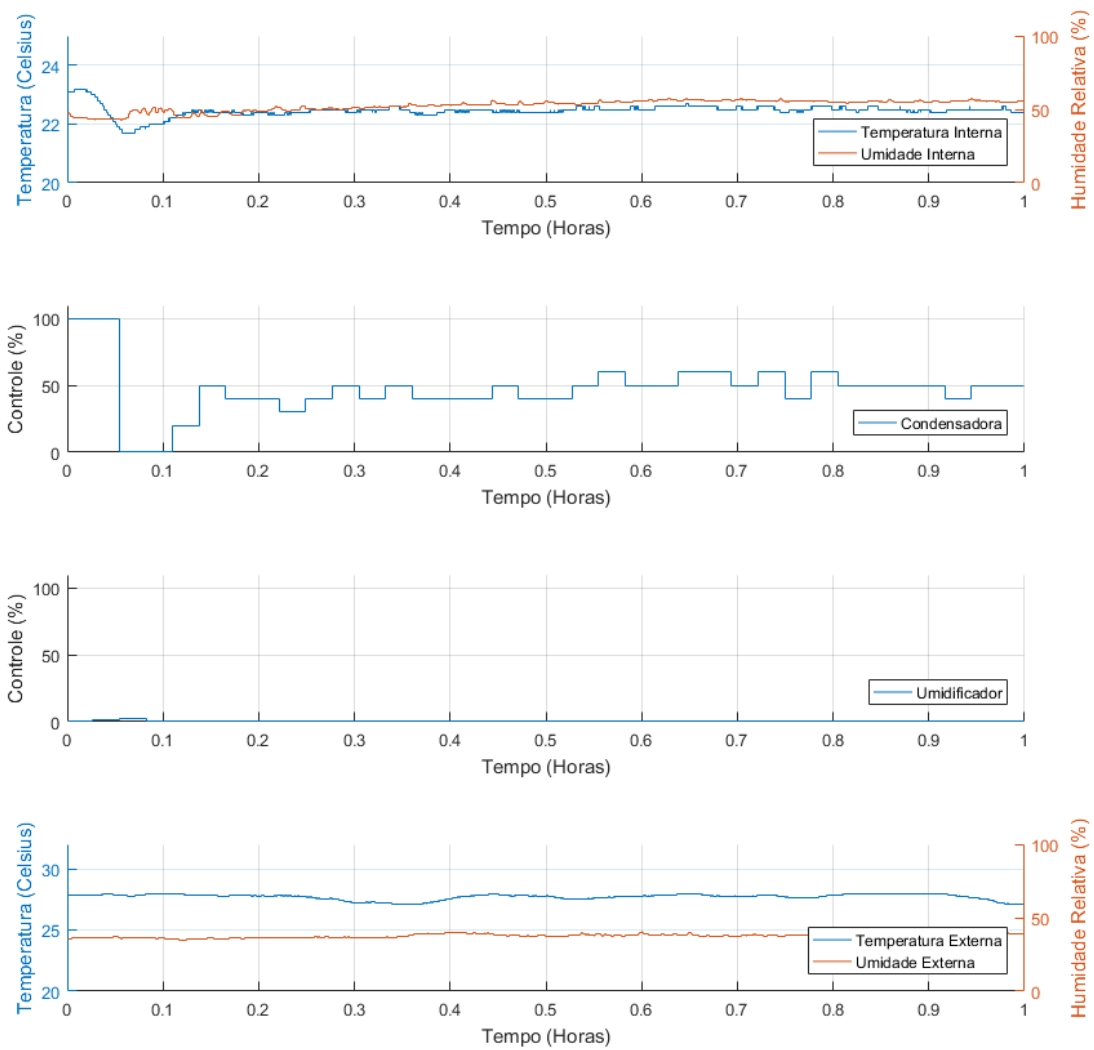 Temperatura (Celsius)
24
22
20
100
50
0
Humidade Relativa (%)
Temperatura Interna
Umidade Interna
0 0.1 0.2 0.3 0.4 0.5 0.6 0.7 0.8 0.9 1
Tempo (Horas)
Controle (%)
100
50
0
Condensadora
0 0.1 0.2 0.3 0.4 0.5 0.6 0.7 0.8 0.9 1
Tempo (Horas)
Controle (%)
100
50
0
Umidificador
0 0.1 0.2 0.3 0.4 0.5 0.6 0.7 0.8 0.9 1
Tempo (Horas)
Temperatura (Celsius)
30
25
20
100
50
0
Humidade Relativa (%)
Temperatura Externa
Umidade Externa
0 0.1 0.2 0.3 0.4 0.5 0.6 0.7 0.8 0.9 1
Tempo (Horas)